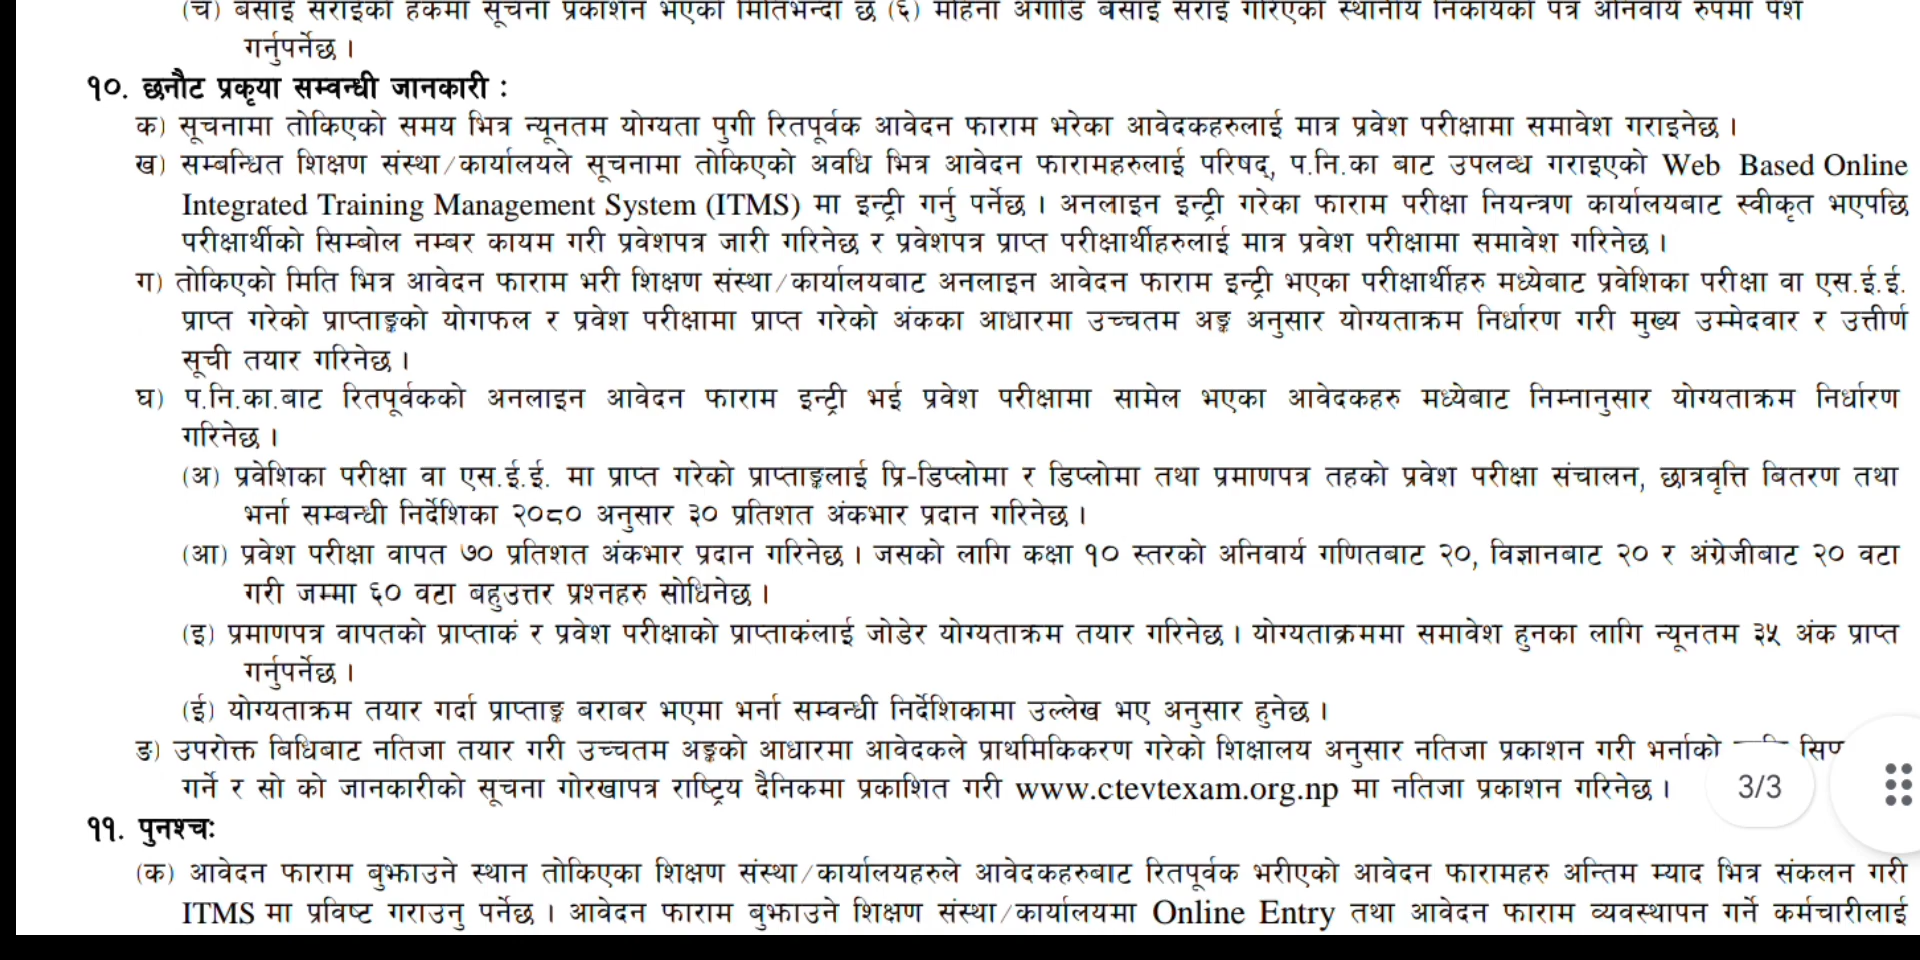 (च) बसाई सराईको हकमा सूचना प्रकाशन भएको मितिभन्दा छ (६) महिना अगाडि बसाई सराई गरिएको स्थानीय निकायको पत्र अनिवार्य रुपमा पेश
गर्नुपर्नेछ ।
१०. छनौट प्रकृया सम्वन्धी जानकारी :
क) सूचनामा तोकिएको समय भित्र न्यूनतम योग्यता पुगी रितपूर्वक आवेदन फाराम भरेका आवेदकहरुलाई मात्र प्रवेश परीक्षामा समावेश गराइनेछ ।
ख) सम्बन्धित शिक्षण संस्था/कार्यालयले सूचनामा तोकिएको अवधि भित्र आवेदन फारामहरुलाई परिषद्, प.नि.का बाट उपलव्ध गराइएको Web Based Online
Integrated Training Management System (ITMS) मा इन्ट्री गर्नु पर्नेछ । अनलाइन इन्ट्री गरेका फाराम परीक्षा नियन्त्रण कार्यालयबाट स्वीकृत भएपछि
परीक्षार्थीको सिम्बोल नम्बर कायम गरी प्रवेशपत्र जारी गरिनेछ र प्रवेशपत्र प्राप्त परीक्षार्थीहरुलाई मात्र प्रवेश परीक्षामा समावेश गरिनेछ ।
ग) तोकिएको मिति भित्र आवेदन फाराम भरी शिक्षण संस्था/कार्यालयबाट अनलाइन आवेदन फाराम इन्ट्री भएका परीक्षार्थीहरु मध्येबाट प्रवेशिका परीक्षा वा एस.ई.ई.
प्राप्त गरेको प्राप्ताङ्कको योगफल र प्रवेश परीक्षामा प्राप्त गरेको अंकका आधारमा उच्चतम अङ्क अनुसार योग्यताक्रम निर्धारण गरी मुख्य उम्मेदवार र उत्तीर्ण
सूची तयार गरिनेछ ।
घ) प.नि.का.बाट रितपूर्वकको अनलाइन आवेदन फाराम इन्ट्री भई प्रवेश परीक्षामा सामेल भएका आवेदकहरु मध्येबाट निम्नानुसार योग्यताक्रम निर्धारण
गरिनेछ ।
(अ) प्रवेशिका परीक्षा वा एस.ई.ई. मा प्राप्त गरेको प्राप्ताङ्कलाई प्रि-डिप्लोमा र डिप्लोमा तथा प्रमाणपत्र तहको प्रवेश परीक्षा संचालन, छात्रवृत्ति बितरण तथा
भर्ना सम्बन्धी निर्देशिका २०८० अनुसार ३० प्रतिशत अंकभार प्रदान गरिनेछ ।
(आ) प्रवेश परीक्षा वापत ७० प्रतिशत अंकभार प्रदान गरिनेछ । जसको लागि कक्षा १० स्तरको अनिवार्य गणितबाट २०, विज्ञानबाट २० र अंग्रेजीबाट २० वटा
गरी जम्मा ६० वटा बहुउत्तर प्रश्नहरु सोधिनेछ ।
(इ) प्रमाणपत्र वापतको प्राप्ताकं र प्रवेश परीक्षाको प्राप्ताकंलाई जोडेर योग्यताक्रम तयार गरिनेछ । योग्यताक्रममा समावेश हुनका लागि न्यूनतम ३५ अंक प्राप्त
गर्नुपर्नेछ ।
(ई) योग्यताक्रम तयार गर्दा प्राप्ताङ्क बराबर भएमा भर्ना सम्वन्धी निर्देशिकामा उल्लेख भए अनुसार हुनेछ ।
ङ) उपरोक्त बिधिबाट नतिजा तयार गरी उच्चतम अङ्कको आधारमा आवेदकले प्राथमिकिकरण गरेको शिक्षालय अनुसार नतिजा प्रकाशन गरी भर्नाको
गर्ने र सो को जानकारीको सूचना गोरखापत्र राष्ट्रिय दैनिकमा प्रकाशित गरी www.ctevtexam.org.np मा नतिजा प्रकाशन गरिनेछ ।
3/3
११. पुनश्चः
(क) आवेदन फाराम बुझाउने स्थान तोकिएका शिक्षण संस्था/कार्यालयहरुले आवेदकहरुबाट रितपूर्वक भरीएको आवेदन फारामहरु अन्तिम म्याद भित्र संकलन गरी
ITMS मा प्रविष्ट गराउनु पर्नेछ । आवेदन फाराम बुझाउने शिक्षण संस्था/कार्यालयमा Online Entry तथा आवेदन फाराम व्यवस्थापन गर्ने कर्मचारीलाई